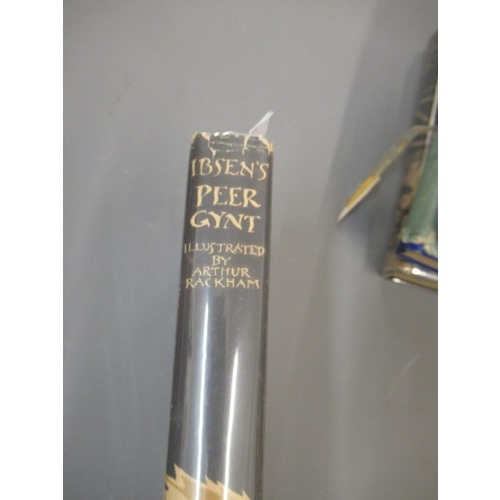 IBSEN'S
PEER
GYNT
ILLUSTRATED
BY
ARTHUR
RACKHAM